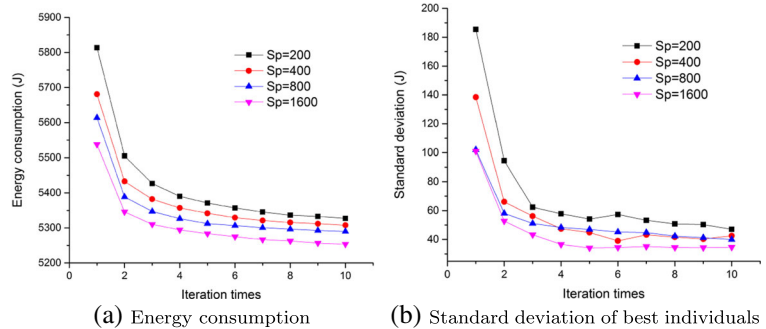 5900
5800
5700
5600
5500
5400
5300
5200
Energy consumption (J)
Sp=200
Sp=400
Sp=800
Sp=1600
0 2 4 6 8 10
Iteration times
(a) Energy consumption
200
180
160
140
120
100
80
60
40
Standard deviation (J)
Sp=200
Sp=400
Sp=800
Sp=1600
0 2 4 6 8 10
Iteration times
(b) Standard deviation of best individuals